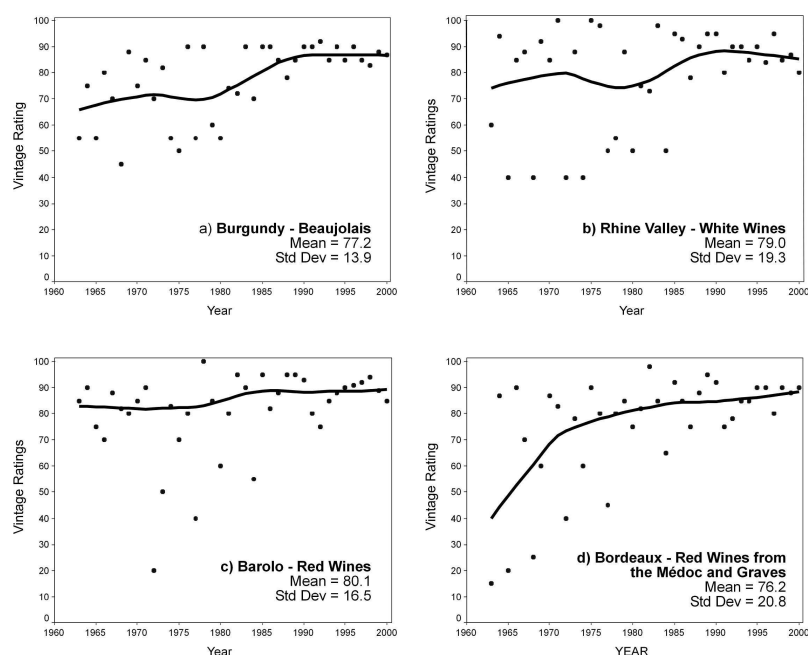 100
90
80
70
60
50
40
30
20
10
0
Vintage Rating
a) Burgundy - Beaujolais
Mean = 77.2
Std Dev = 13.9
1960 1965 1970 1975 1980 1985 1990 1995 2000
Year
100
90
80
70
60
50
40
30
20
10
0
Vintage Ratings
b) Rhine Valley - White Wines
Mean = 79.0
Std Dev = 19.3
1960 1965 1970 1975 1980 1985 1990 1995 2000
Year
100
90
80
70
60
50
40
30
20
10
0
Vintage Ratings
c) Barolo - Red Wines
Mean = 80.1
Std Dev = 16.5
1960 1965 1970 1975 1980 1985 1990 1995 2000
Year
100
90
80
70
60
50
40
30
20
10
0
Vintage Rating
d) Bordeaux - Red Wines from
the Médoc and Graves
Mean = 76.2
Std Dev = 20.8
1960 1965 1970 1975 1980 1985 1990 1995 2000
YEAR